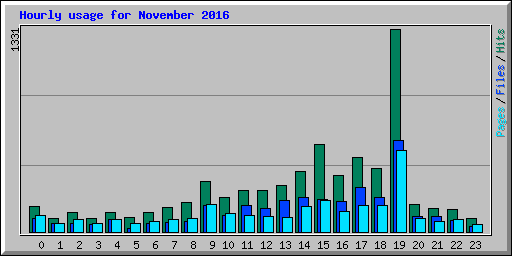 Hourly usage for November 2016
1331
Pages/Files/Hits
0 1 2 3 4 5 6 7 8 9 10 11 12 13 14 15 16 17 18 19 20 21 22 23